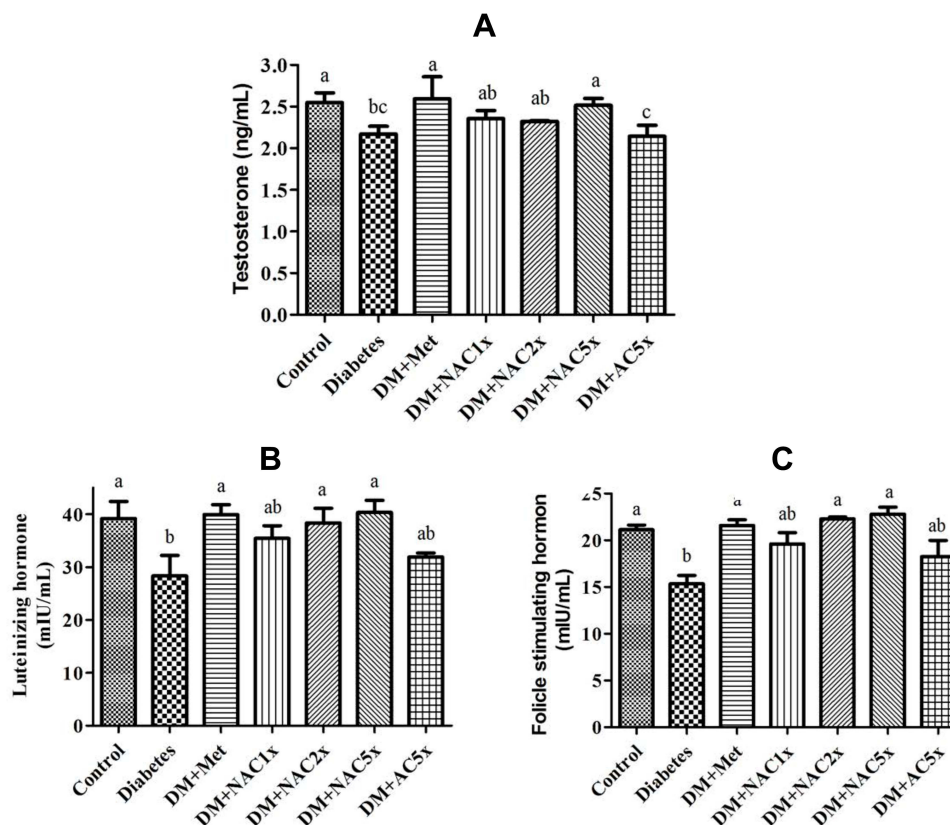 A
Testosterone (ng/mL)
3.0
2.5
2.0
1.5
1.0
0.5
0.0
a
bc
a
ab
ab
a
c
Control
Diabetes
DM+Met
DM+NAC1x
DM+NAC2x
DM+NAC5x
DM+AC5x
B
Luteinizing hormone
(mIU/mL)
40
30
20
10
0
a
b
a
ab
a
a
ab
Control
Diabetes
DM+Met
DM+NAC1x
DM+NAC2x
DM+NAC5x
DM+AC5x
C
Folicle stimulating hormon
(mIU/mL)
25
20
15
10
5
0
a
b
a
ab
a
a
ab
Control
Diabetes
DM+Met
DM+NAC1x
DM+NAC2x
DM+NAC5x
DM+AC5x